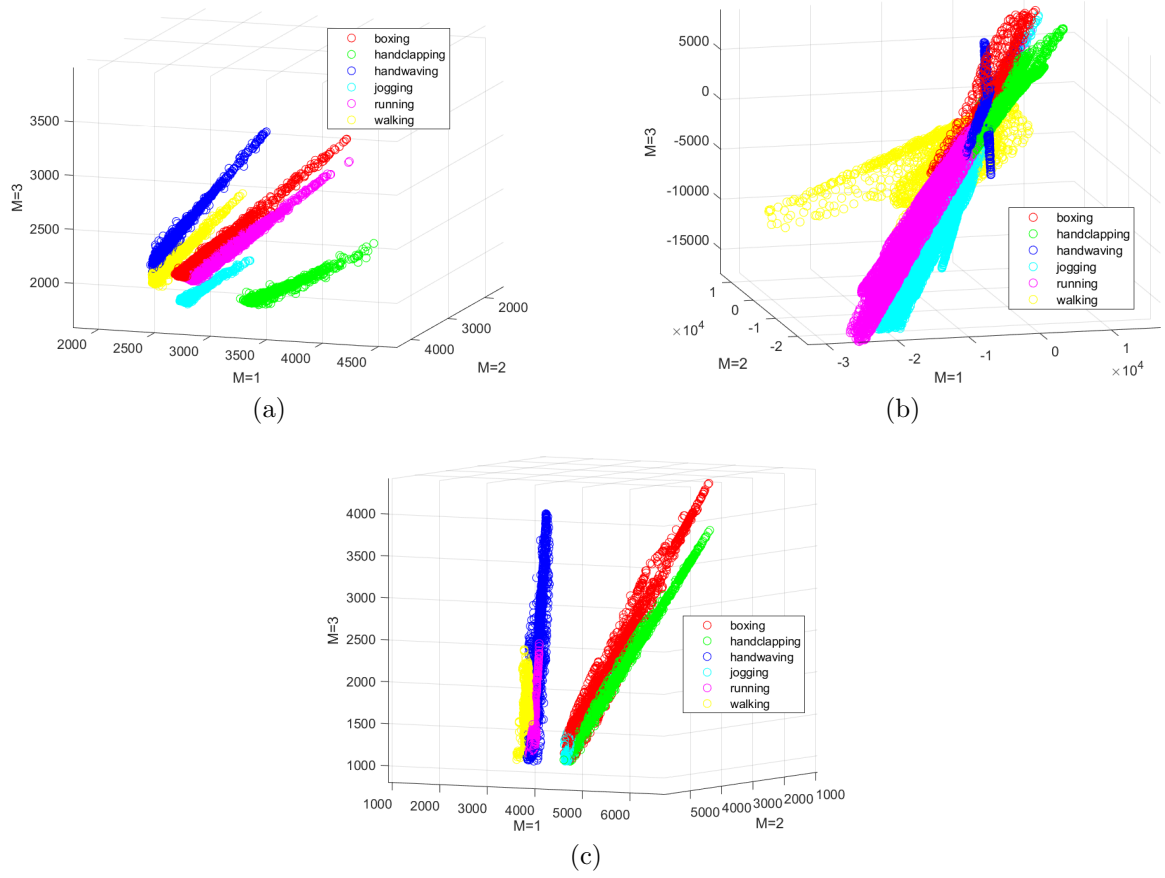 boxing
handclapping
handwaving
jogging
running
walking
3500
3000
2500
2000
M=3
2000
2500
3000
3500
4000
4500
M=1
4000
3000
2000
M=2
(a)
5000
0
-5000
-10000
-15000
M=3
boxing
handclapping
handwaving
jogging
running
walking
1
0
-1
-2
×10⁴
M=2
-3
-2
-1
0
1
×10⁴
M=1
(b)
4000
3500
3000
2500
2000
1500
1000
M=3
boxing
handclapping
handwaving
jogging
running
walking
1000
2000
3000
4000
5000
6000
M=1
5000
4000
3000
2000
1000
M=2
(c)